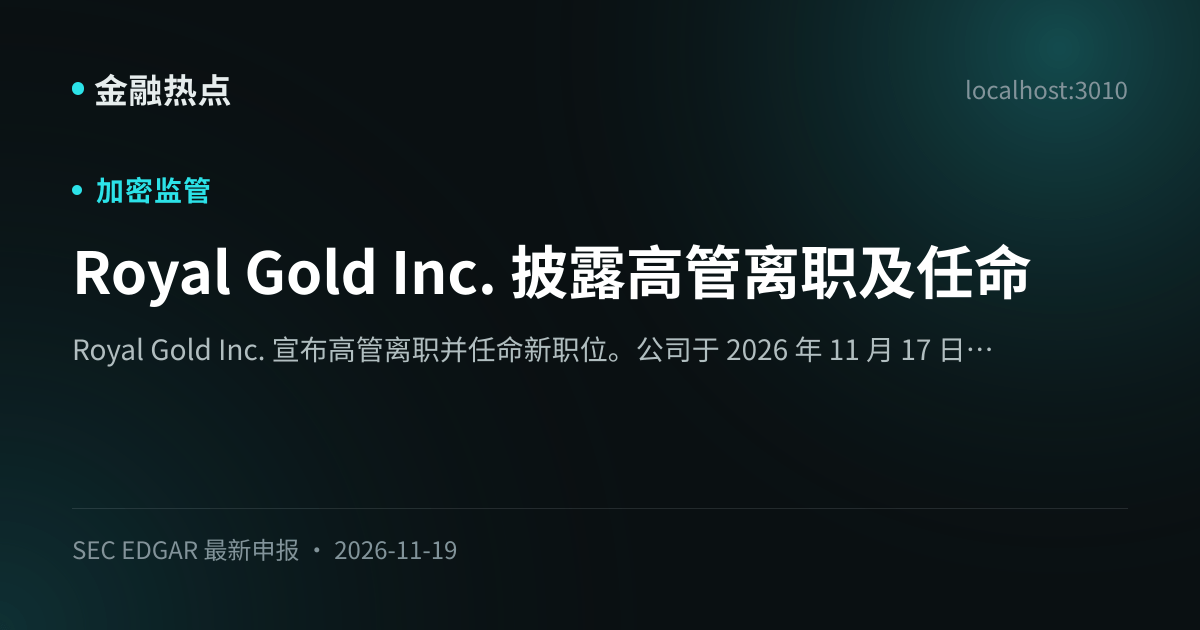 金融热点
localhost:3010
加密监管
Royal Gold Inc. 披露高管离职及任命
Royal Gold Inc. 宣布高管离职并任命新职位。公司于 2026 年 11 月 17 日…
SEC EDGAR 最新申报 · 2026-11-19